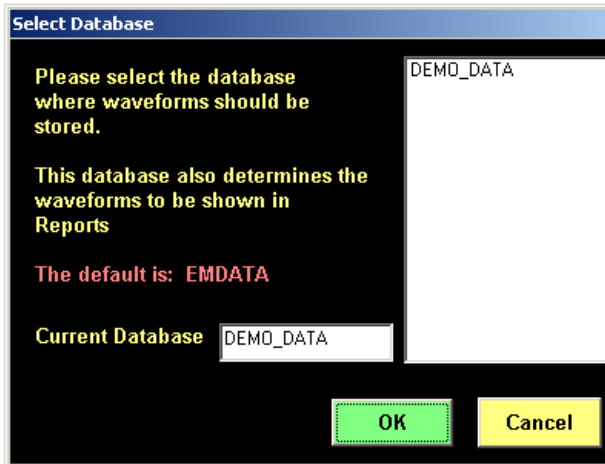 Select Database
Please select the database
where waveforms should be
stored.
This database also determines the
waveforms to be shown in
Reports
The default is: EMDATA
Current Database
DEMO_DATA
DEMO_DATA
OK
Cancel